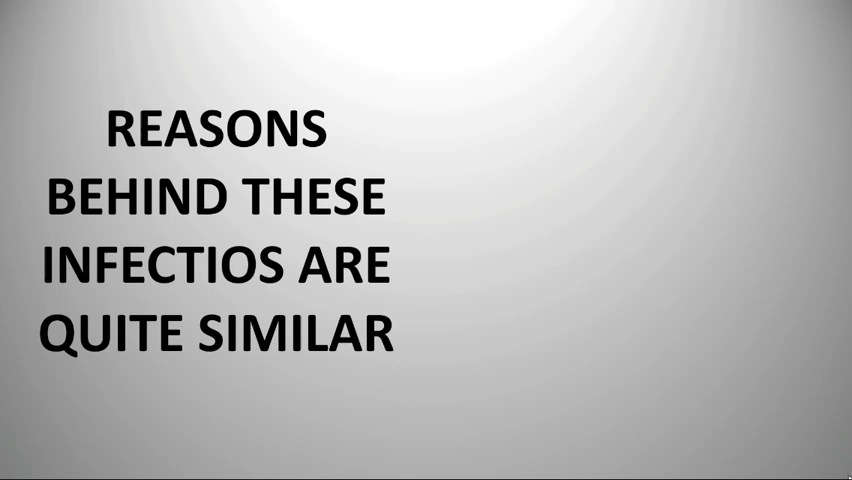 REASONS
BEHIND THESE
INFECTIOS ARE
QUITE SIMILAR